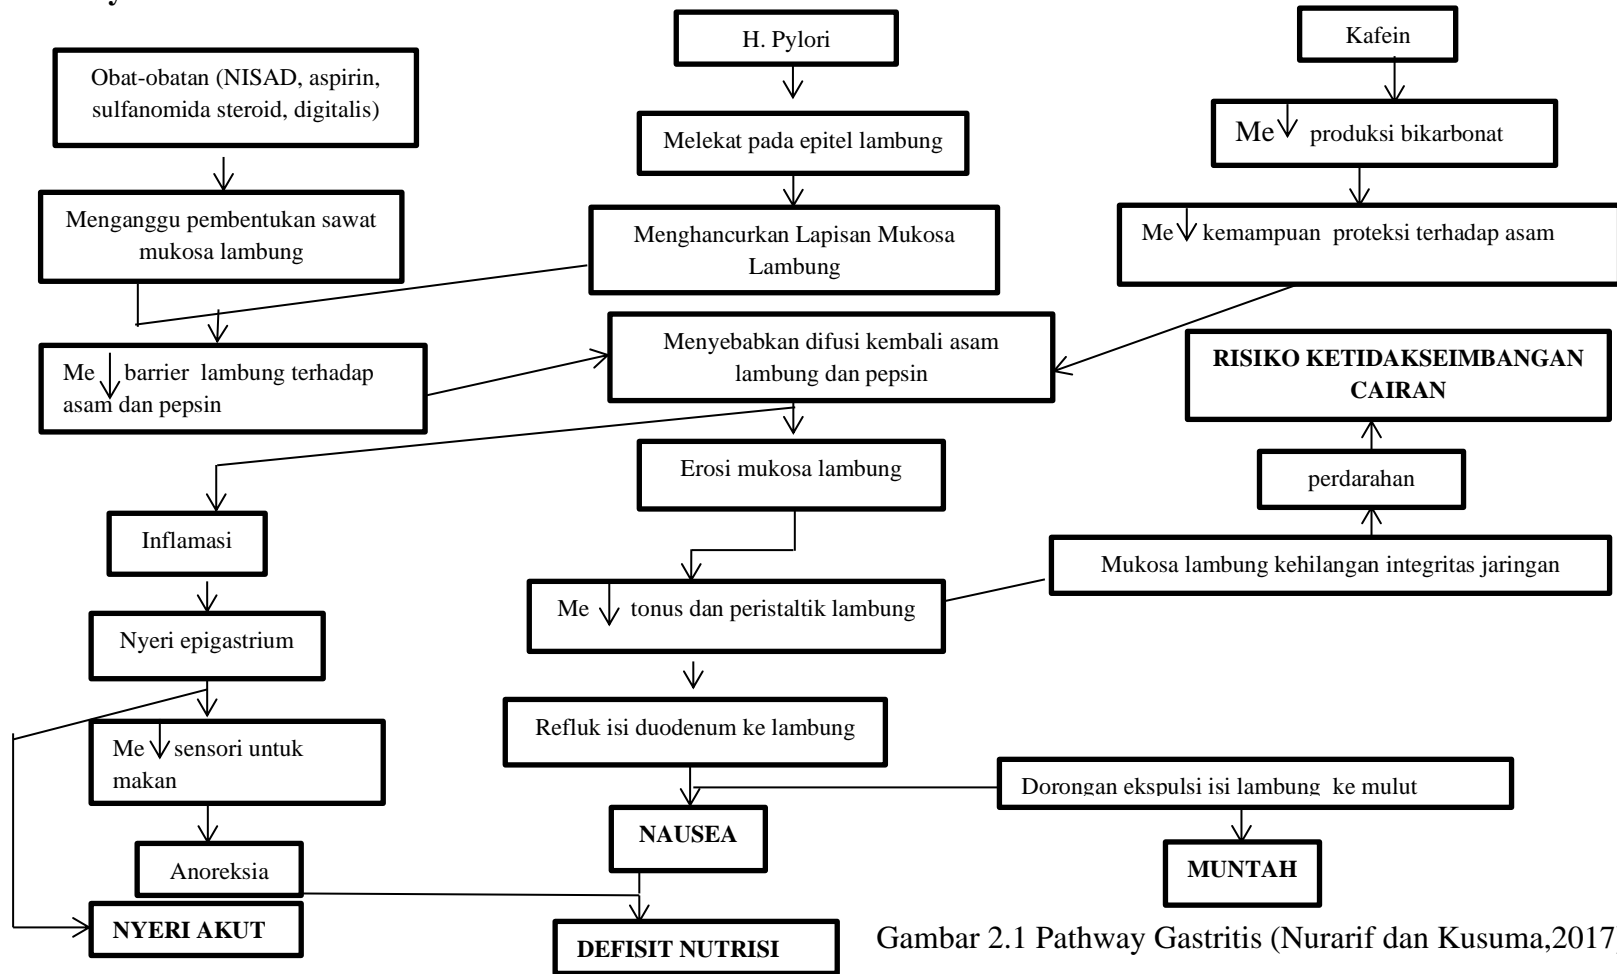 H. Pylori
Kafein
Obat-obatan (NISAD, aspirin,
sulfanomida steroid, digitalis)
Melekat pada epitel lambung
Me↓ produksi bikarbonat
Menganggu pembentukan sawat
mukosa lambung
Menghancurkan Lapisan Mukosa
Lambung
Me↓ kemampuan proteksi terhadap asam
Me↓ barrier lambung terhadap
asam dan pepsin
Menyebabkan difusi kembali asam
lambung dan pepsin
RISIKO KETIDAKSEIMBANGAN
CAIRAN
Erosi mukosa lambung
perdarahan
Inflamasi
Mukosa lambung kehilangan integritas jaringan
Me↓ tonus dan peristaltik lambung
Nyeri epigastrium
Refluk isi duodenum ke lambung
Me↓ sensori untuk
makan
Dorongan ekspulsi isi lambung ke mulut
NAUSEA
MUNTAH
Anoreksia
NYERI AKUT
DEFISIT NUTRISI
Gambar 2.1 Pathway Gastritis (Nurarif dan Kusuma,2017